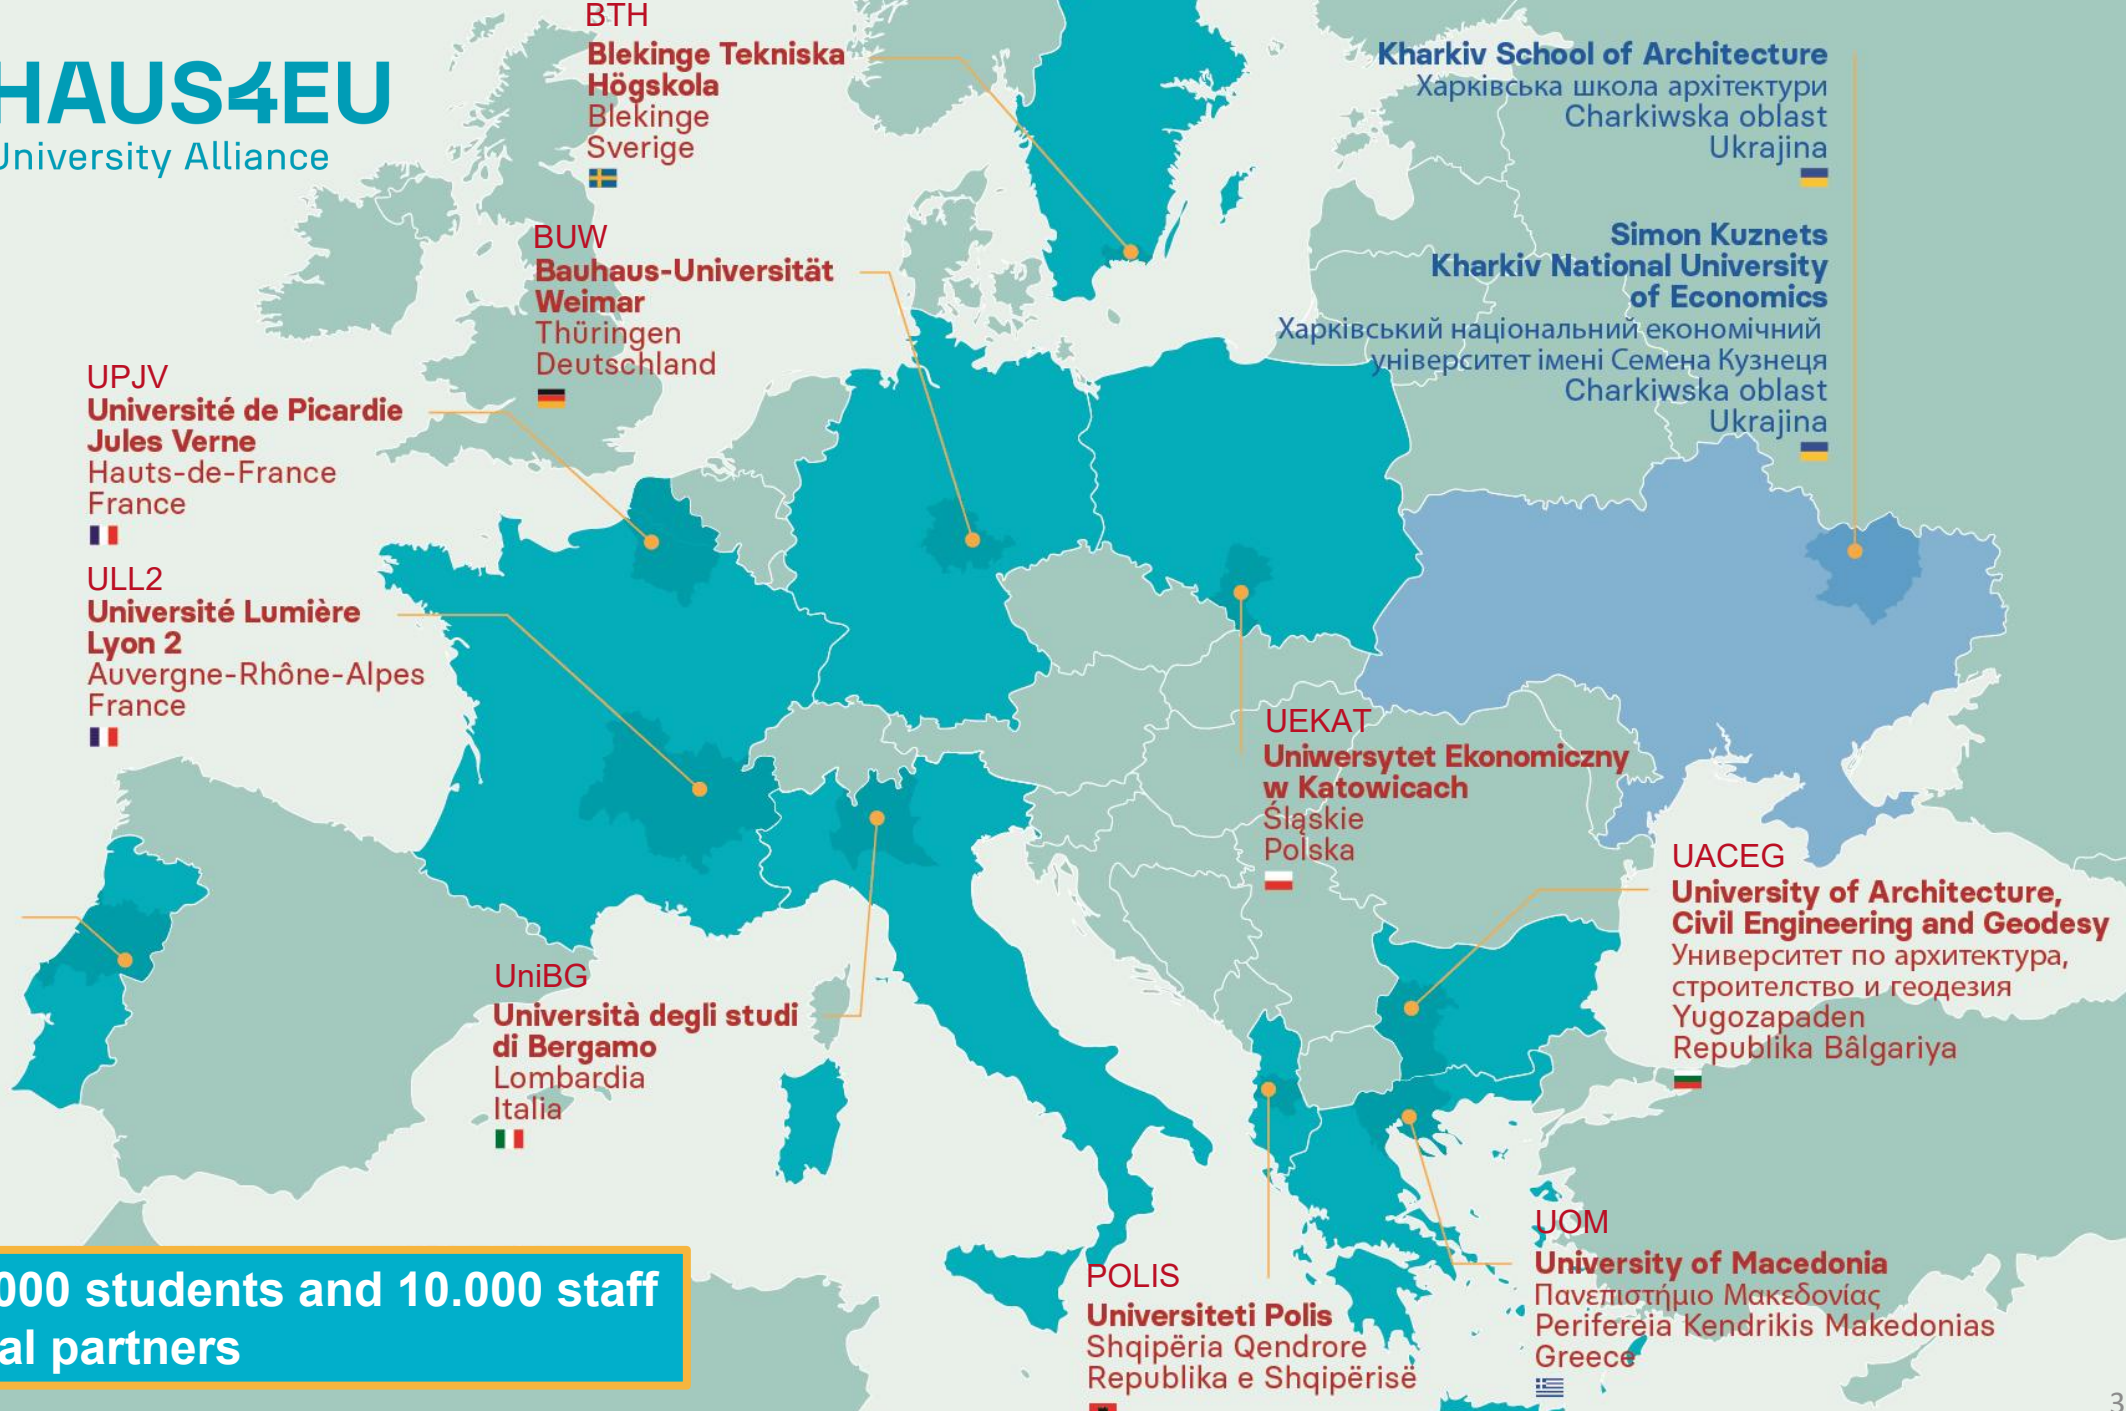 HAUS4EU
University Alliance
BTH
Blekinge Tekniska
Högskola
Blekinge
Sverige
BUW
Bauhaus-Universität
Weimar
Thüringen
Deutschland
UPJV
Université de Picardie
Jules Verne
Hauts-de-France
France
ULL2
Université Lumière
Lyon 2
Auvergne-Rhône-Alpes
France
Kharkiv School of Architecture
Харківська школа архітектури
Charkiwska oblast
Ukrajina
Simon Kuznets
Kharkiv National University
of Economics
Харківський національний економічний
університет імені Семена Кузнеця
Charkiwska oblast
Ukrajina
UEKAT
Uniwersytet Ekonomiczny
w Katowicach
Śląskie
Polska
UACEG
University of Architecture,
Civil Engineering and Geodesy
Университет по архитектура,
строителство и геодезия
Yugozapaden
Republika Bâlgariya
UniBG
Università degli studi
di Bergamo
Lombardia
Italia
POLIS
Universiteti Polis
Shqipëria Qendrore
Republika e Shqipërisë
UOM
University of Macedonia
Πανεπιστήμιο Μακεδονίας
Perifereia Kendrikis Makedonias
Greece
000 students and 10.000 staff
al partners
3